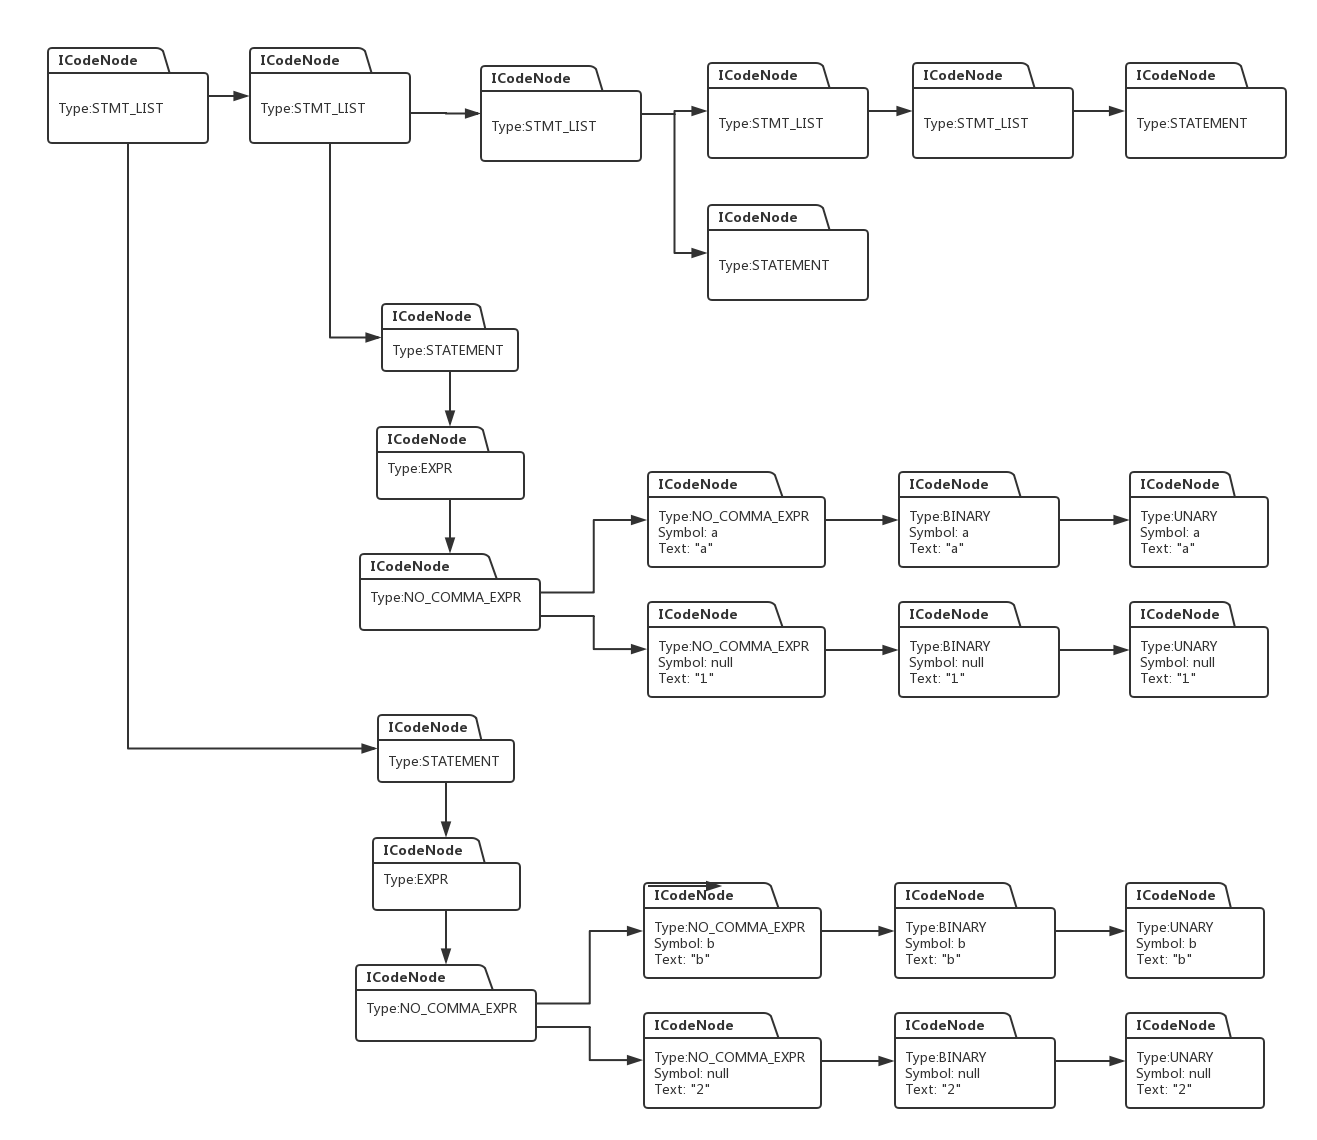 ICodeNode
Type:STMT_LIST
ICodeNode
Type:STMT_LIST
ICodeNode
Type:STMT_LIST
ICodeNode
Type:STMT_LIST
ICodeNode
Type:STMT_LIST
ICodeNode
Type:STATEMENT
ICodeNode
Type:STATEMENT
ICodeNode
Type:STATEMENT
ICodeNode
Type:EXPR
ICodeNode
Type:NO_COMMA_EXPR
ICodeNode
Type:NO_COMMA_EXPR
Symbol: a
Text: "a"
ICodeNode
Type:BINARY
Symbol: a
Text: "a"
ICodeNode
Type:UNARY
Symbol: a
Text: "a"
ICodeNode
Type:NO_COMMA_EXPR
Symbol: null
Text: "1"
ICodeNode
Type:BINARY
Symbol: null
Text: "1"
ICodeNode
Type:UNARY
Symbol: null
Text: "1"
ICodeNode
Type:STATEMENT
ICodeNode
Type:EXPR
ICodeNode
Type:NO_COMMA_EXPR
ICodeNode
Type:NO_COMMA_EXPR
Symbol: b
Text: "b"
ICodeNode
Type:BINARY
Symbol: b
Text: "b"
ICodeNode
Type:UNARY
Symbol: b
Text: "b"
ICodeNode
Type:NO_COMMA_EXPR
Symbol: null
Text: "2"
ICodeNode
Type:BINARY
Symbol: null
Text: "2"
ICodeNode
Type:UNARY
Symbol: null
Text: "2"